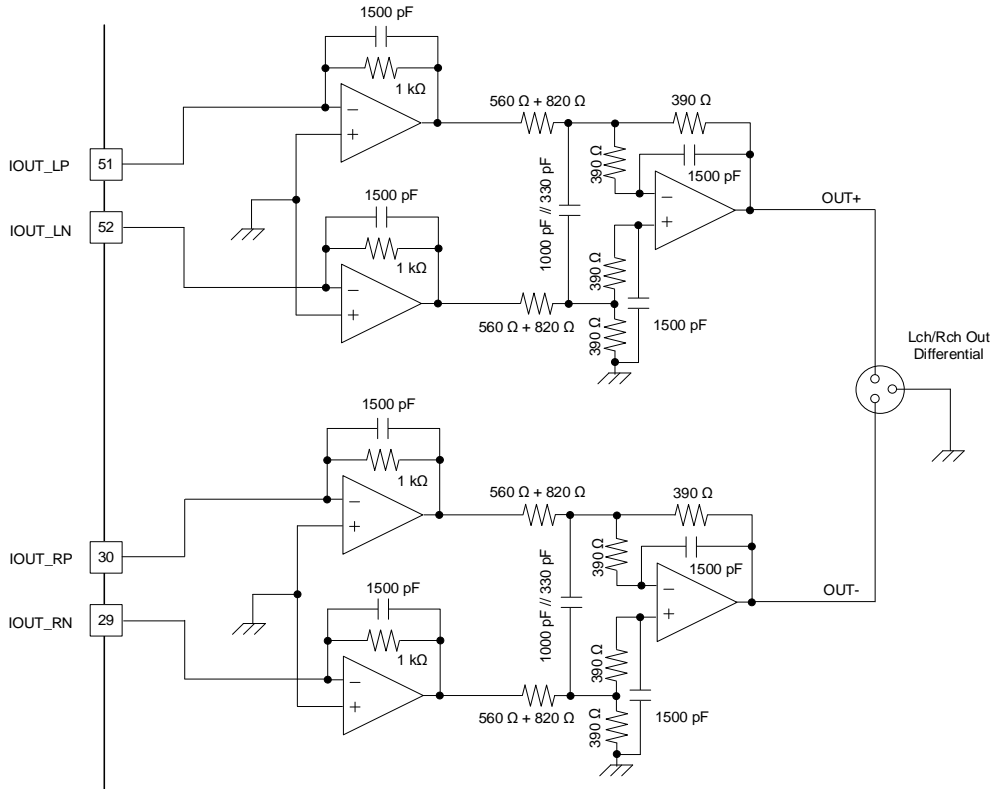 1500 pF
1 kΩ
560 Ω + 820 Ω
390 Ω
IOUT_LP
51
390 Ω
1500 pF
1000 pF // 330 pF
OUT+
1500 pF
IOUT_LN
52
1 kΩ
390 Ω
560 Ω + 820 Ω
390 Ω
1500 pF
Lch/Rch Out
Differential
1500 pF
1 kΩ
560 Ω + 820 Ω
390 Ω
IOUT_RP
30
390 Ω
1500 pF
1000 pF // 330 pF
OUT-
1500 pF
IOUT_RN
29
1 kΩ
390 Ω
560 Ω + 820 Ω
390 Ω
1500 pF